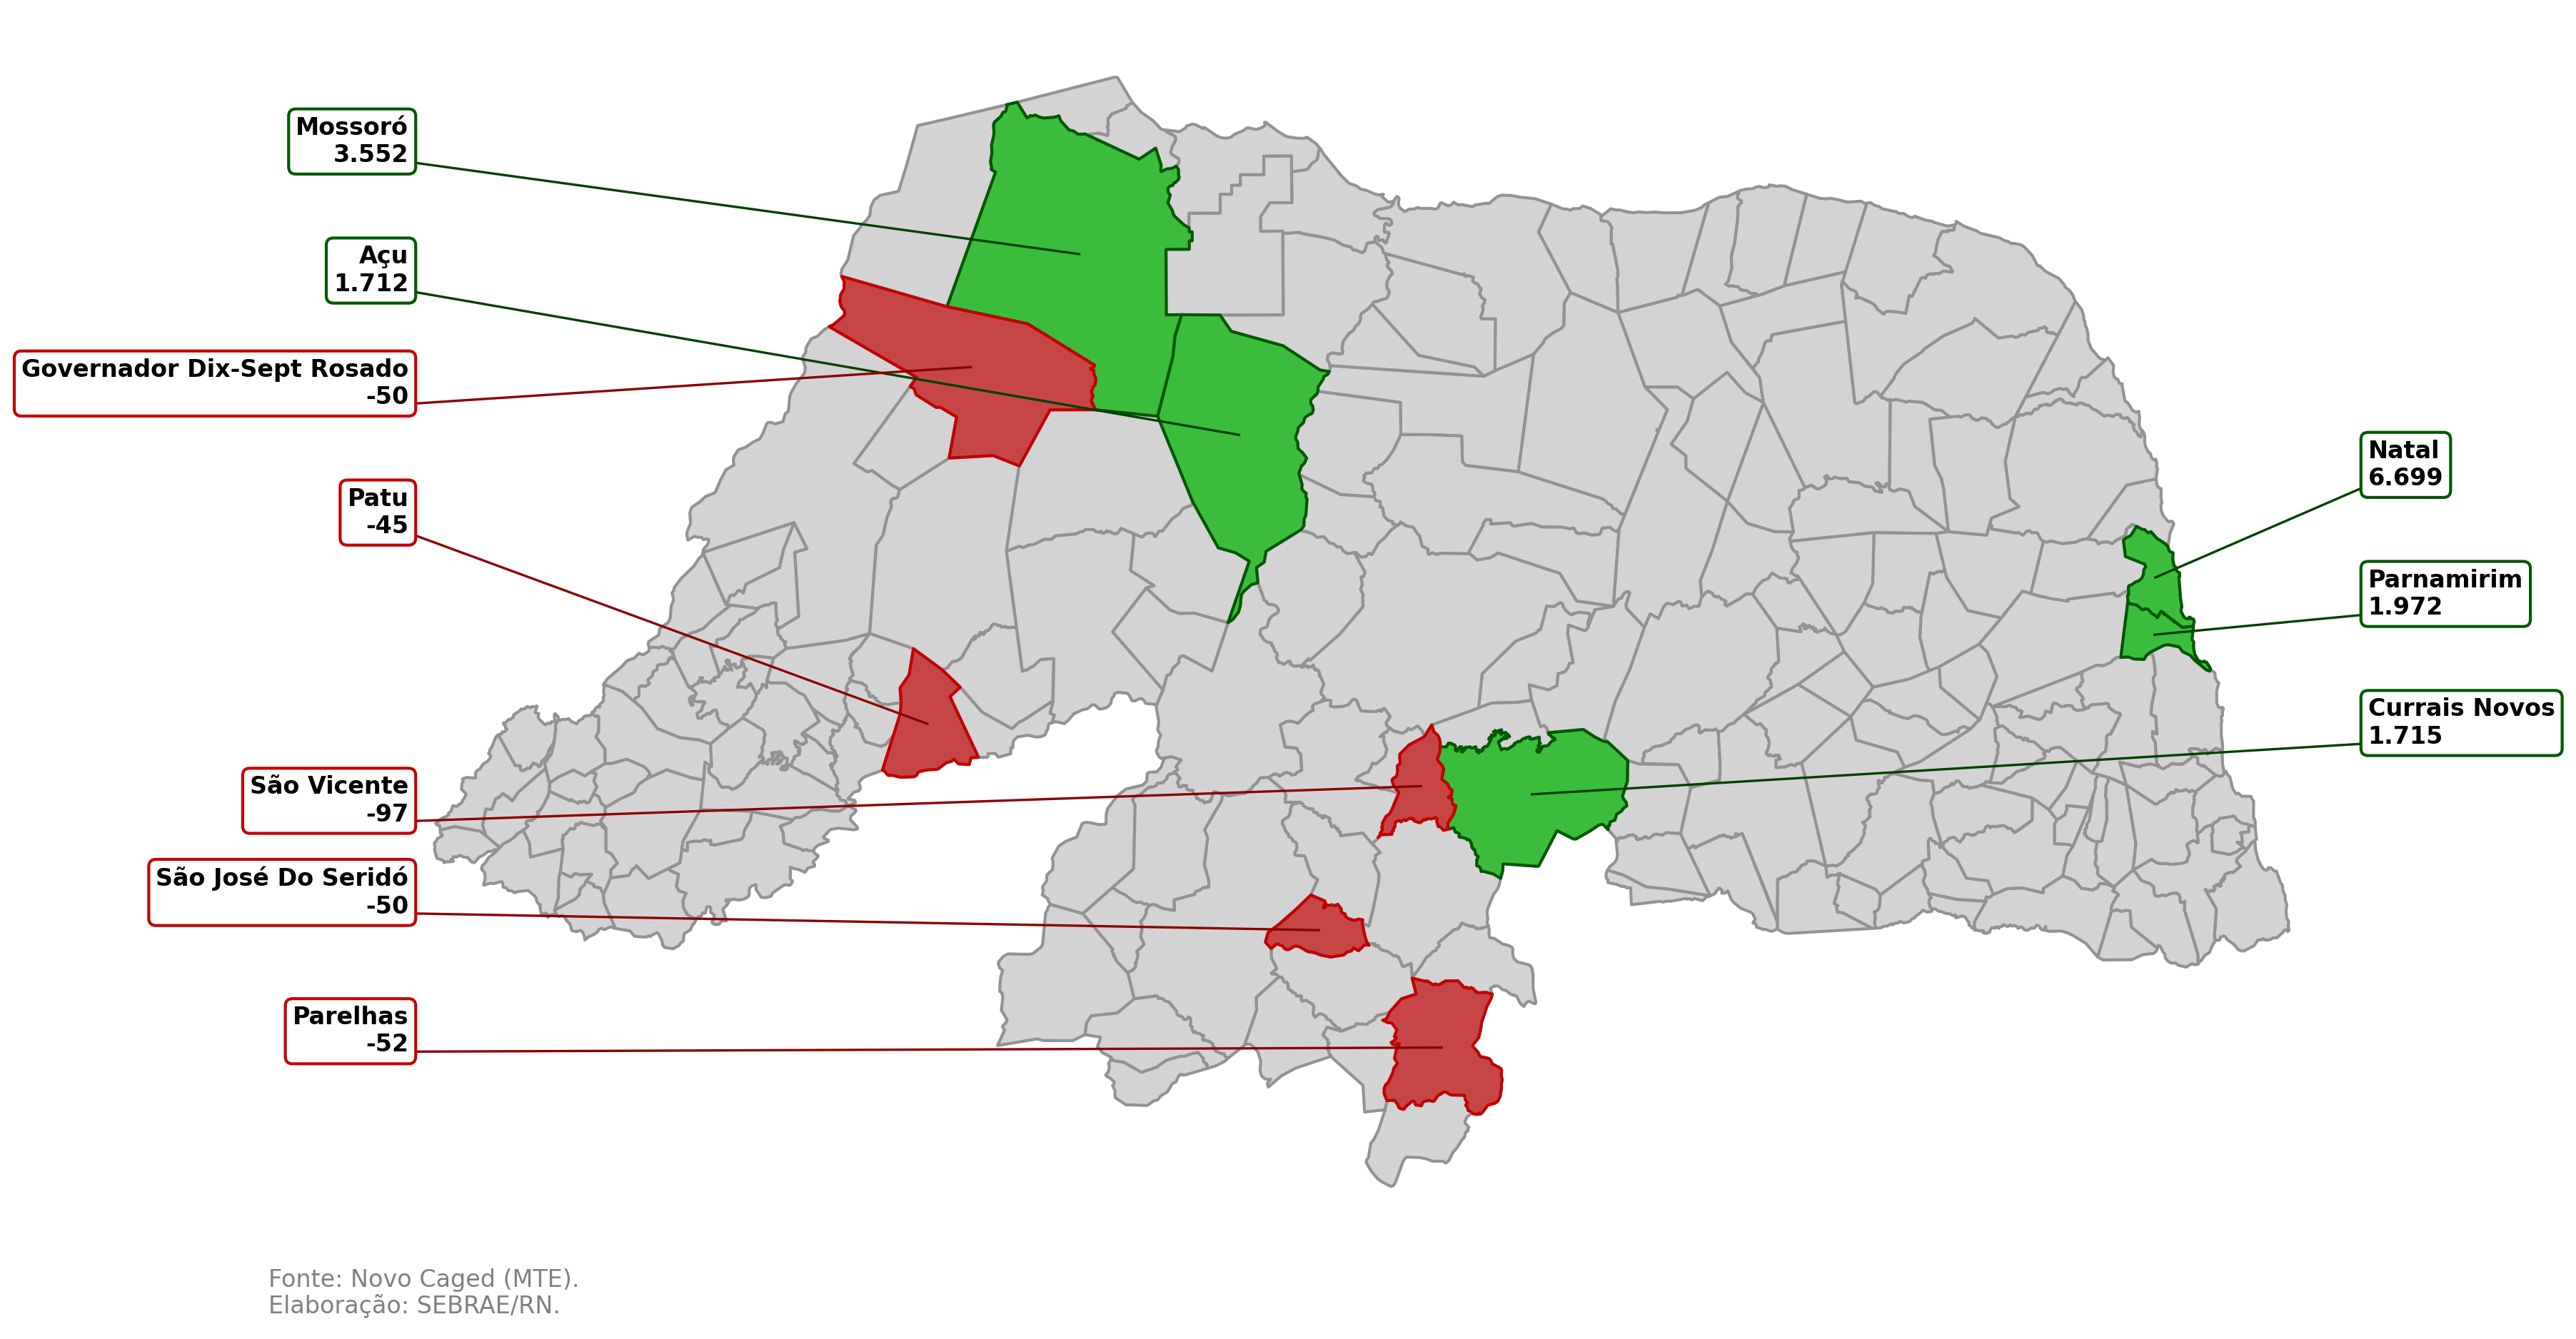 Mossoró
3.552
Açu
1.712
Governador Dix-Sept Rosado
-50
Patu
-45
São Vicente
-97
São José Do Seridó
-50
Parelhas
-52
Natal
6.699
Parnamirim
1.972
Currais Novos
1.715
Fonte: Novo Caged (MTE).
Elaboração: SEBRAE/RN.